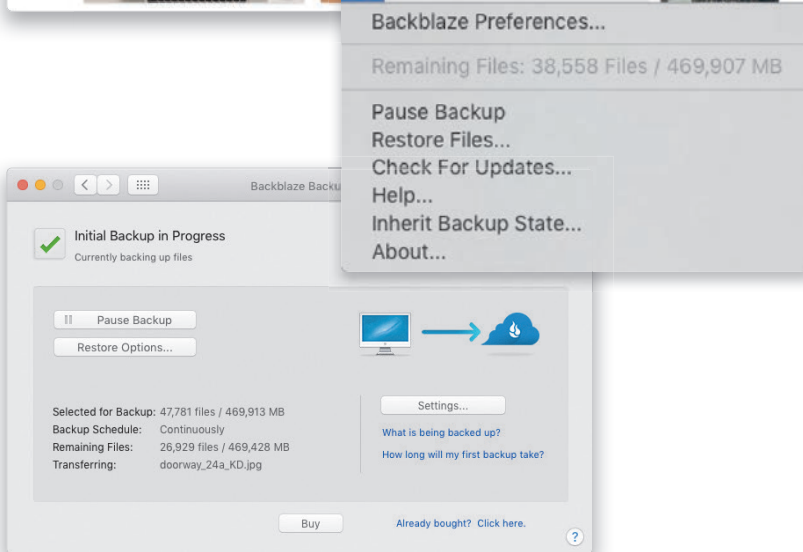 Backblaze Preferences...
Remaining Files: 38,558 Files / 469,907 MB
Pause Backup
Restore Files...
Check For Updates...
Help...
Inherit Backup State...
About...
Backblaze Backu
Initial Backup in Progress
Currently backing up files
Pause Backup
Restore Options...
Selected for Backup: 47,781 files / 469,913 MB
Backup Schedule: Continuously
Remaining Files: 26,929 files / 469,428 MB
Transferring: doorway_24a_KD.jpg
Settings...
What is being backed up?
How long will my first backup take?
Buy
Already bought? Click here.
?